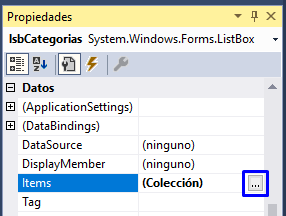 Propiedades
lsbCategorias System.Windows.Forms.ListBox
Datos
(ApplicationSettings)
(DataBindings)
DataSource (ninguno)
DisplayMember (ninguno)
Items (Colección) ...
Tag